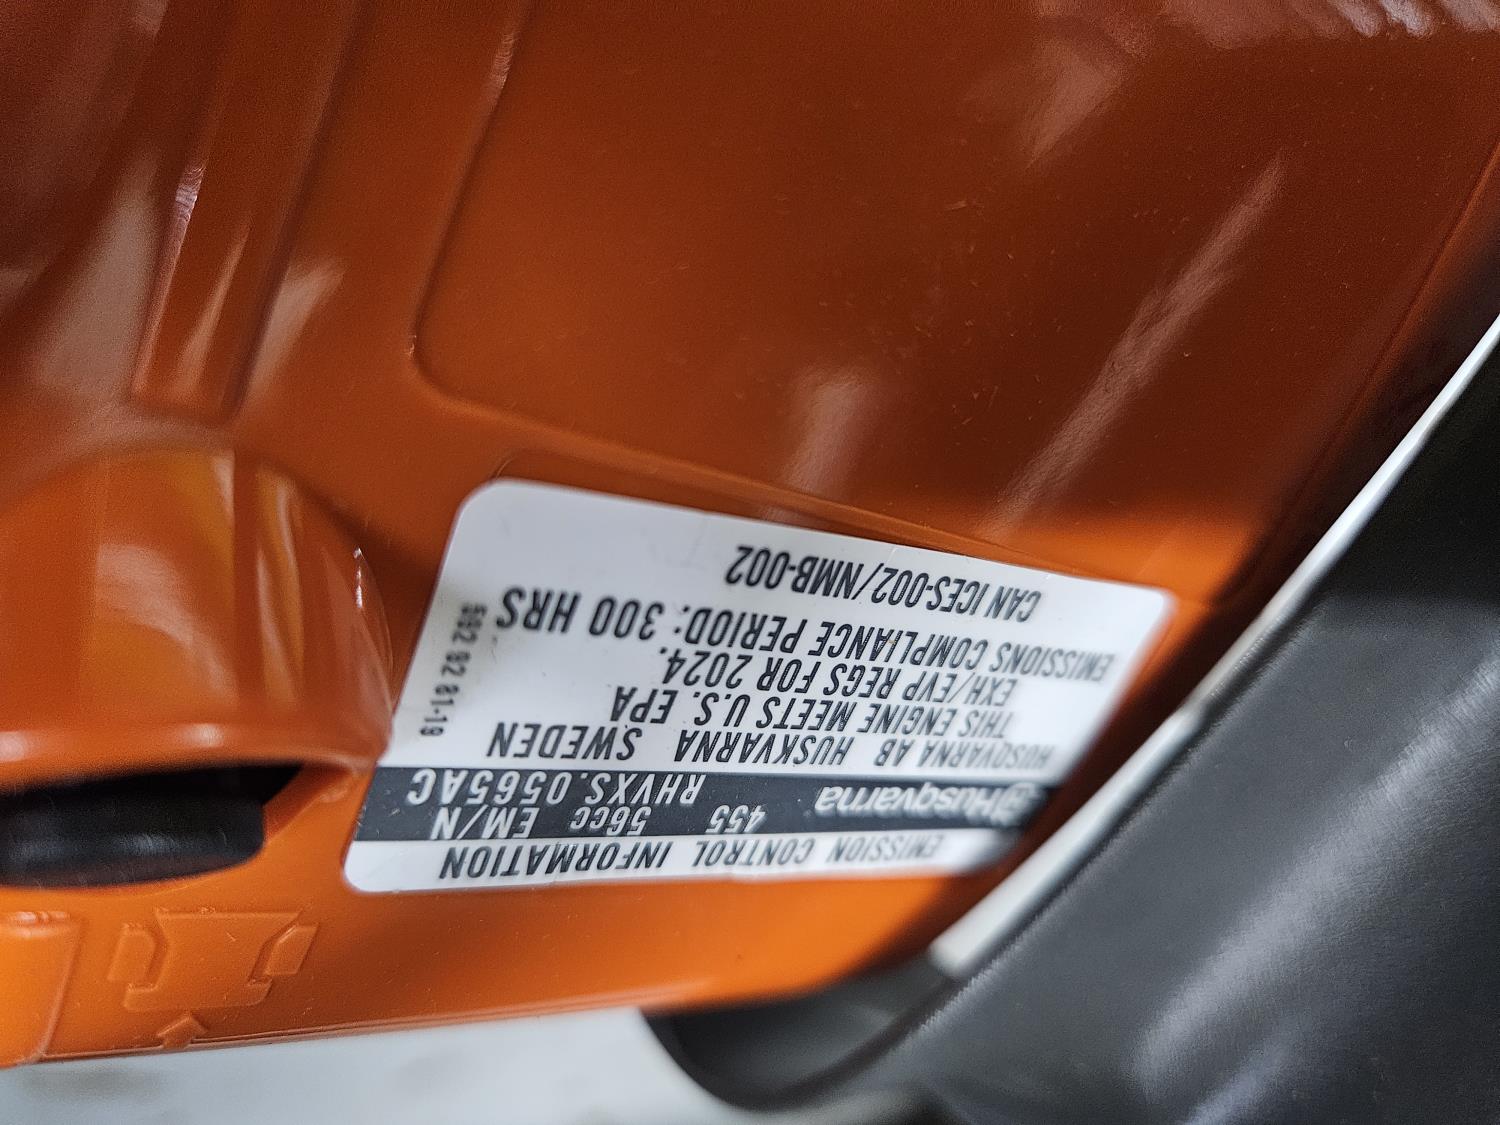 EMISSION CONTROL INFORMATION
Husqvarna 455 56cc EM/N
RHVXS.0565AC
HUSQVARNA AB HUSKVARNA SWEDEN
THIS ENGINE MEETS U.S. EPA
EXH/EVP REGS FOR 2024.
EMISSIONS COMPLIANCE PERIOD: 300 HRS
CAN ICES-002/NMB-002
592 92 81-19